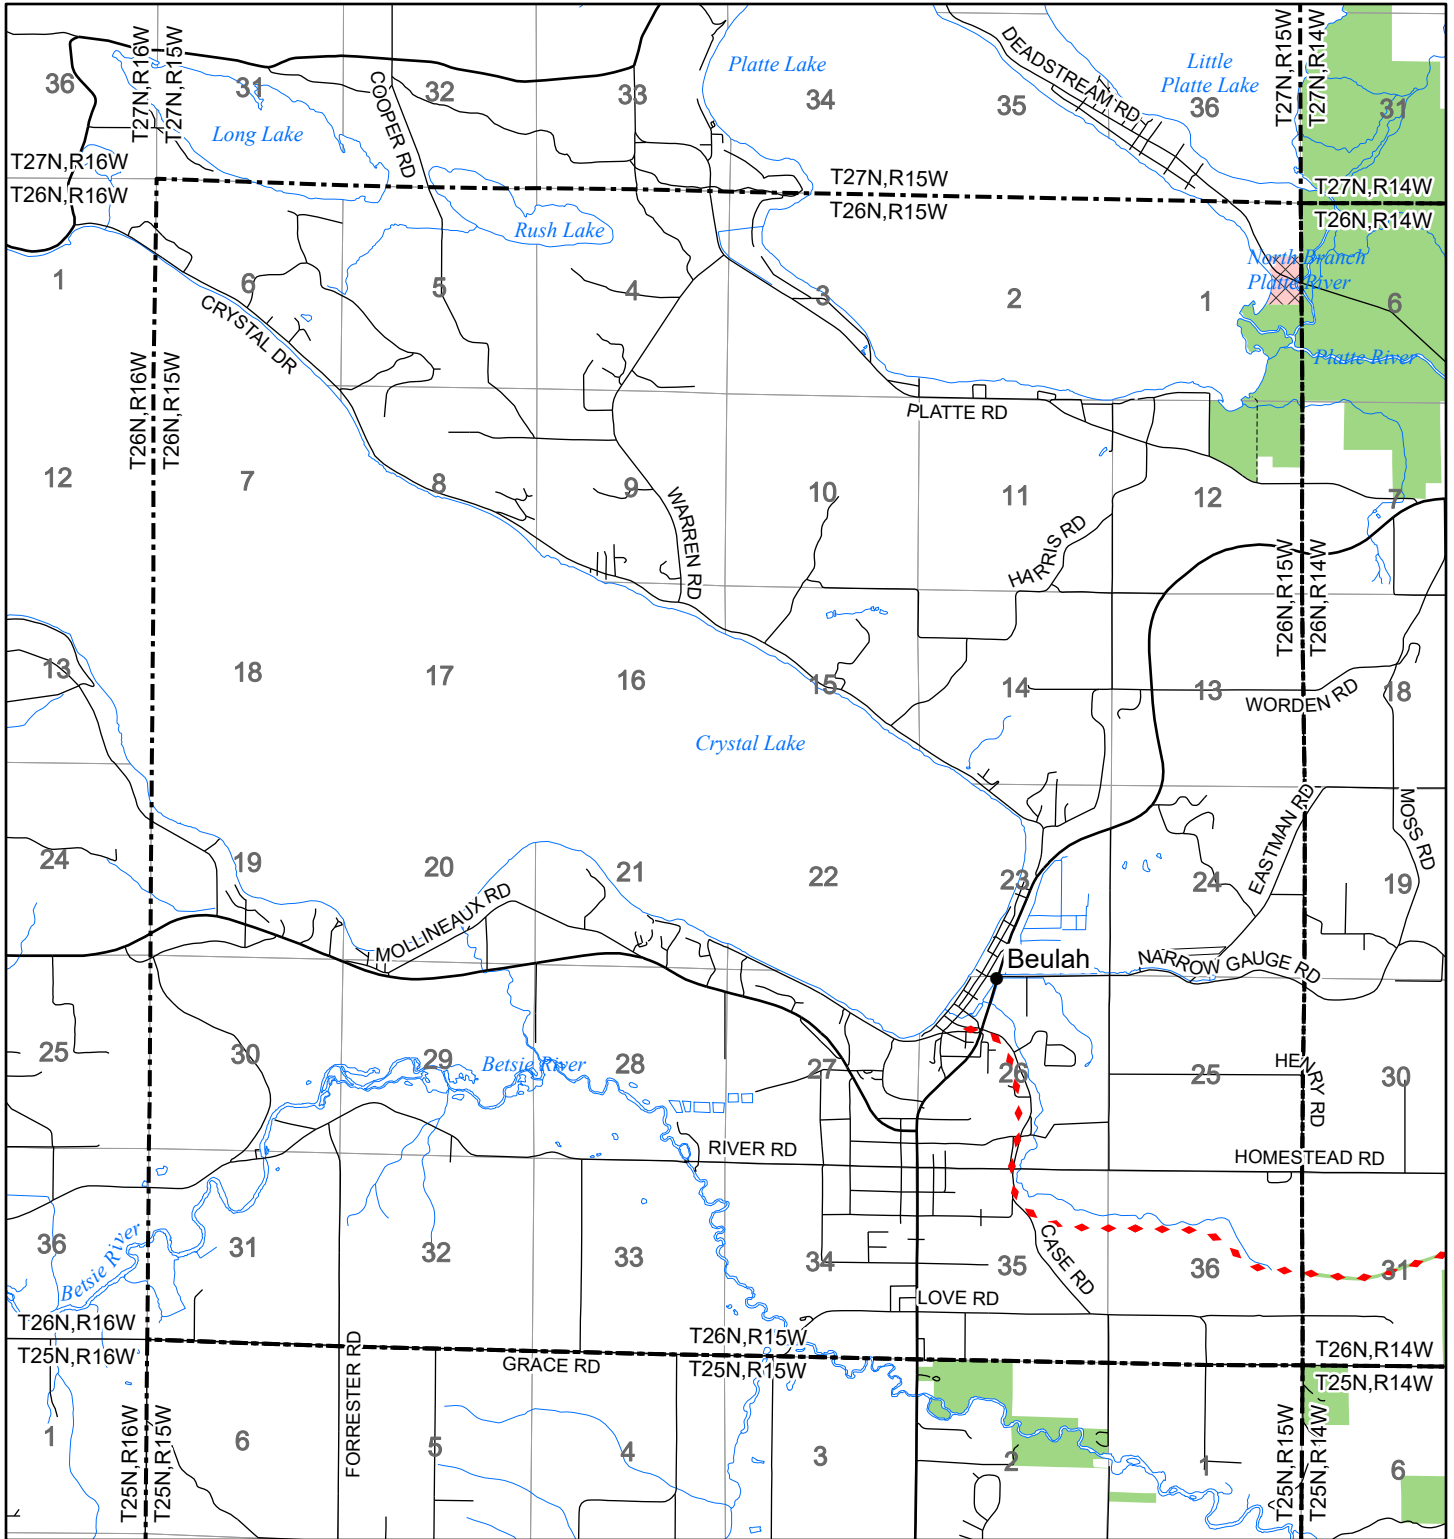 36
T27N,R16W
T27N,R15W
31
COOPER RD
32
33
Platte Lake
34
DEADSTREAM RD
35
Little
Platte Lake
36
T27N,R15W
T27N,R14W
31
Long Lake
T27N,R16W
T26N,R16W
T27N,R15W
T26N,R15W
T27N,R14W
T26N,R14W
Rush Lake
1
6
5
4
3
2
1
North Branch
Platte River
6
CRYSTAL DR
Platte River
T26N,R16W
T26N,R15W
PLATTE RD
12
7
8
9
WARREN RD
10
11
12
7
HARRIS RD
T26N,R15W
T26N,R14W
13
18
17
16
15
14
13
WORDEN RD
18
Crystal Lake
EASTMAN RD
MOSS RD
24
19
20
21
22
23
24
19
MOLLINEAUX RD
Beulah
NARROW GAUGE RD
25
30
29
Betsie River
28
27
26
25
HENRY RD
30
RIVER RD
HOMESTEAD RD
36
Betsie River
31
32
33
34
35
CASE RD
36
31
LOVE RD
T26N,R16W
T25N,R16W
T26N,R15W
T25N,R15W
T26N,R14W
T25N,R14W
GRACE RD
FORRESTER RD
1
T25N,R16W
T25N,R15W
6
5
4
3
2
1
T25N,R15W
T25N,R14W
6